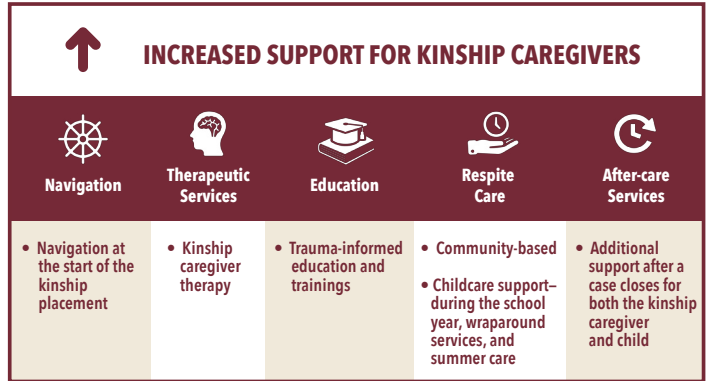 INCREASED SUPPORT FOR KINSHIP CAREGIVERS
Navigation
Therapeutic
Services
Education
Respite
Care
After-care
Services
• Navigation at
the start of the
kinship
placement
• Kinship
caregiver
therapy
• Trauma-informed
education and
trainings
• Community-based
• Childcare support–
during the school
year, wraparound
services, and
summer care
• Additional
support after a
case closes for
both the kinship
caregiver
and child